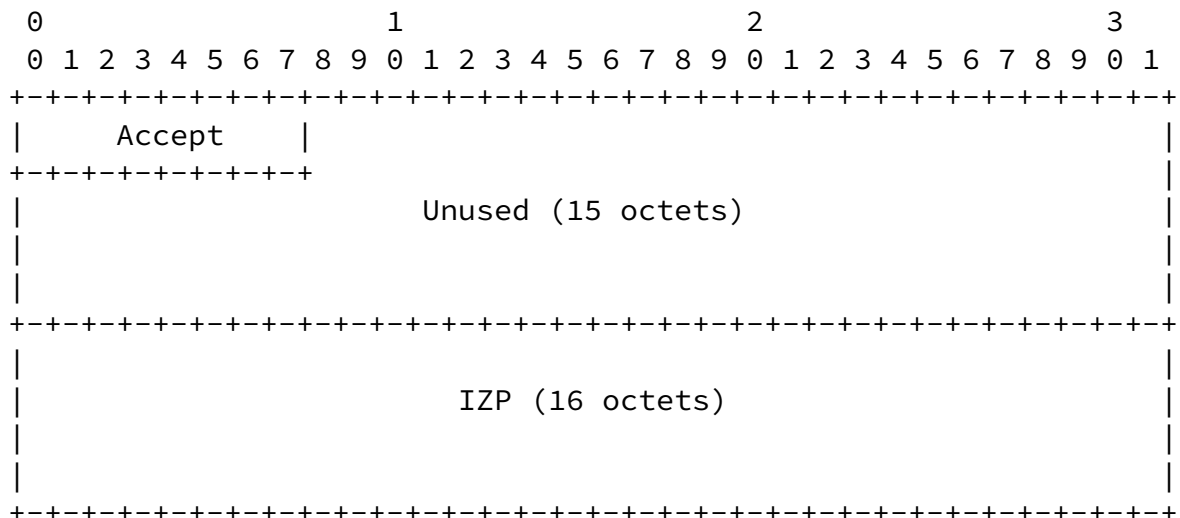 0                   1                   2                   3
 0 1 2 3 4 5 6 7 8 9 0 1 2 3 4 5 6 7 8 9 0 1 2 3 4 5 6 7 8 9 0 1
+-+-+-+-+-+-+-+-+-+-+-+-+-+-+-+-+-+-+-+-+-+-+-+-+-+-+-+-+-+-+-+-+
|     Accept    |                                               |
+-+-+-+-+-+-+-+-+                                               |
|                      Unused (15 octets)                       |
|                                                               |
|                                                               |
+-+-+-+-+-+-+-+-+-+-+-+-+-+-+-+-+-+-+-+-+-+-+-+-+-+-+-+-+-+-+-+-+
|                                                               |
|                        IZP (16 octets)                        |
|                                                               |
|                                                               |
+-+-+-+-+-+-+-+-+-+-+-+-+-+-+-+-+-+-+-+-+-+-+-+-+-+-+-+-+-+-+-+-+